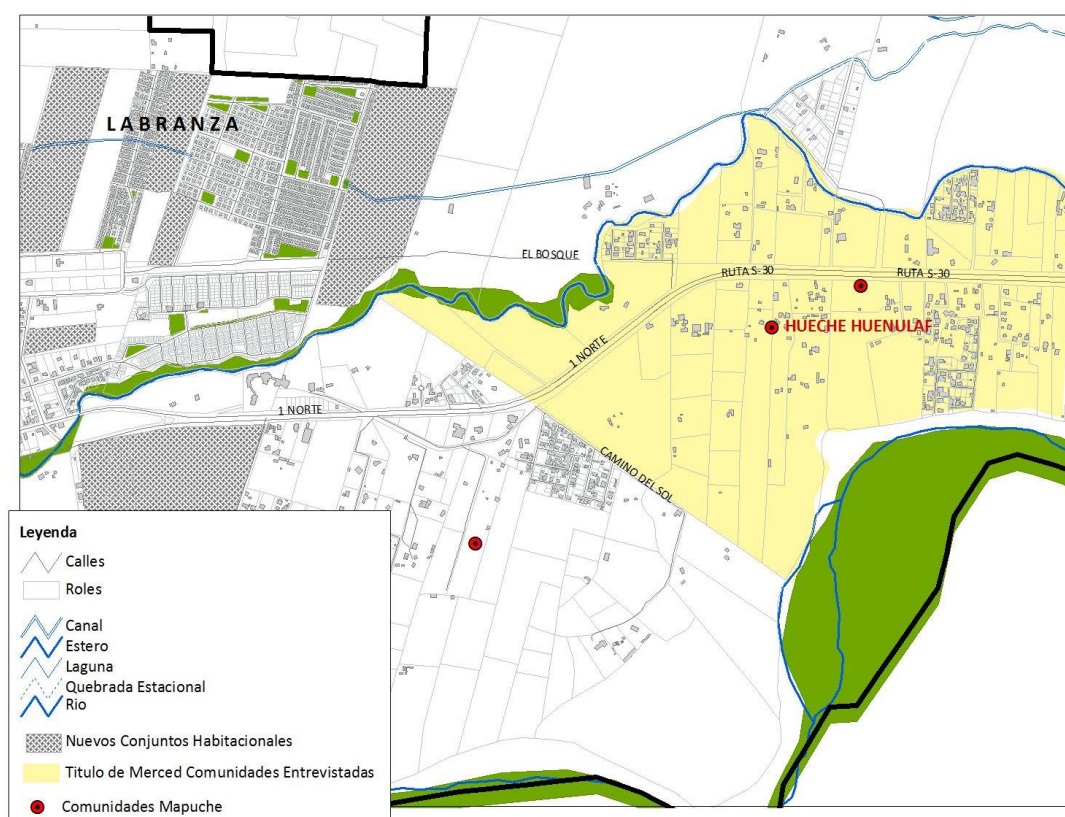 LABRANZA
EL BOSQUE
RUTA S-30
RUTA S-30
HUECHE HUENULAF
1 NORTE
1 NORTE
CAMINO DEL SOL
Leyenda
Calles
Roles
Canal
Estero
Laguna
Quebrada Estacional
Rio
Nuevos Conjuntos Habitacionales
Titulo de Merced Comunidades Entrevistadas
Comunidades Mapuche